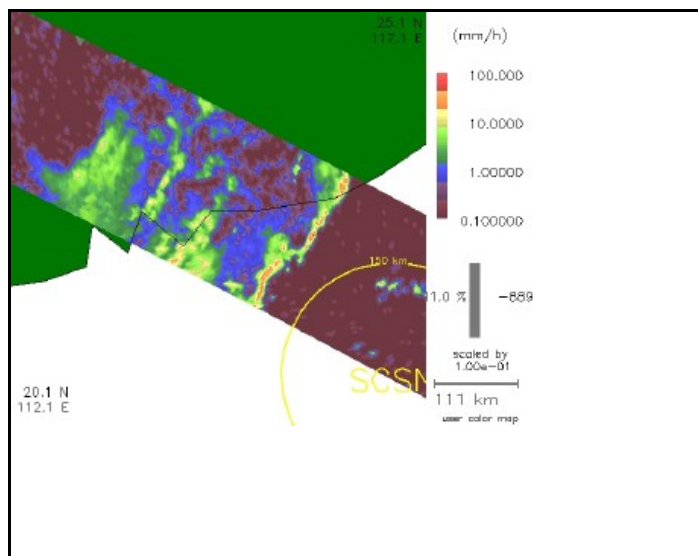 25.1 N
117.1 E
(mm/h)
100.000
10.0000
1.00000
0.100000
150 km
11.0 %
-889
scaled by
1.00e-01
SCSM
20.1 N
112.1 E
111 km
user color map